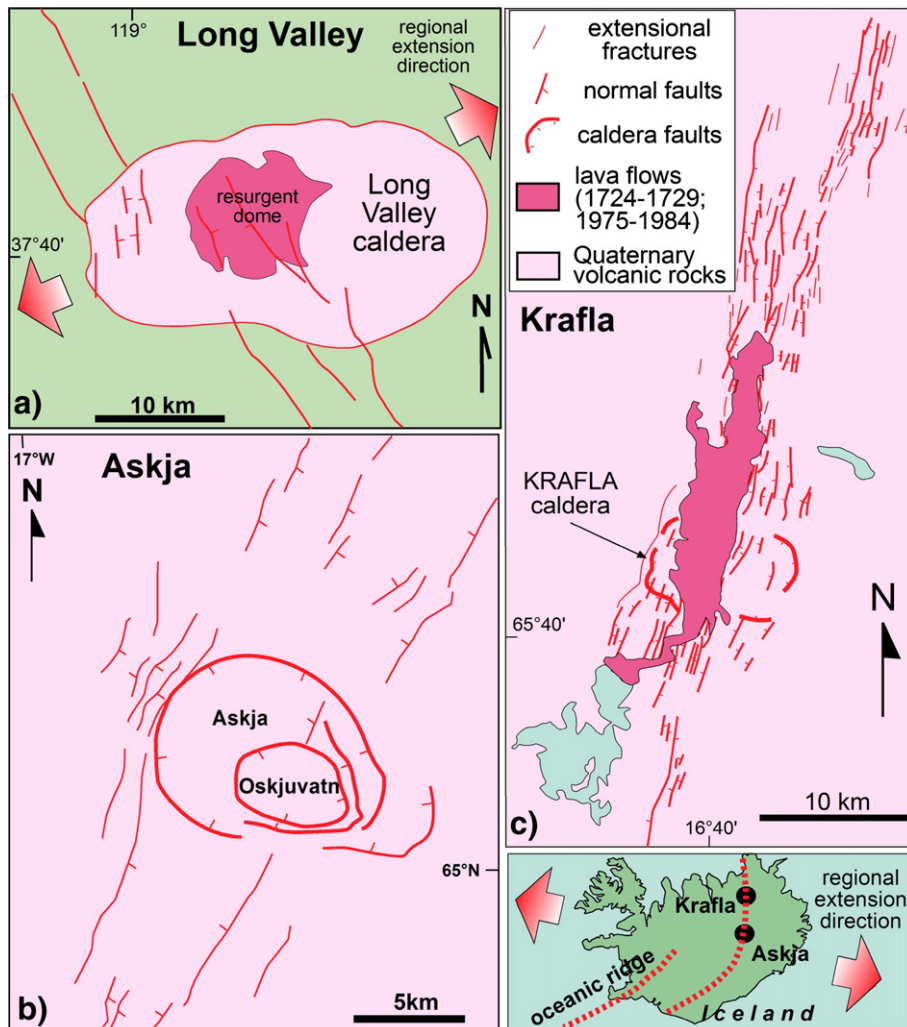 119°
Long Valley
regional
extension
direction
resurgent
dome
Long
Valley
caldera
37°40'
N
a)
10 km
17°W
Askja
N
Askja
Oskjuvatn
65°N
b)
5km
extensional
fractures
normal faults
caldera faults
lava flows
(1724-1729;
1975-1984)
Quaternary
volcanic rocks
Krafla
KRAFLA
caldera
65°40'
N
c)
16°40'
10 km
Krafla
Askja
oceanic ridge
Iceland
regional
extension
direction